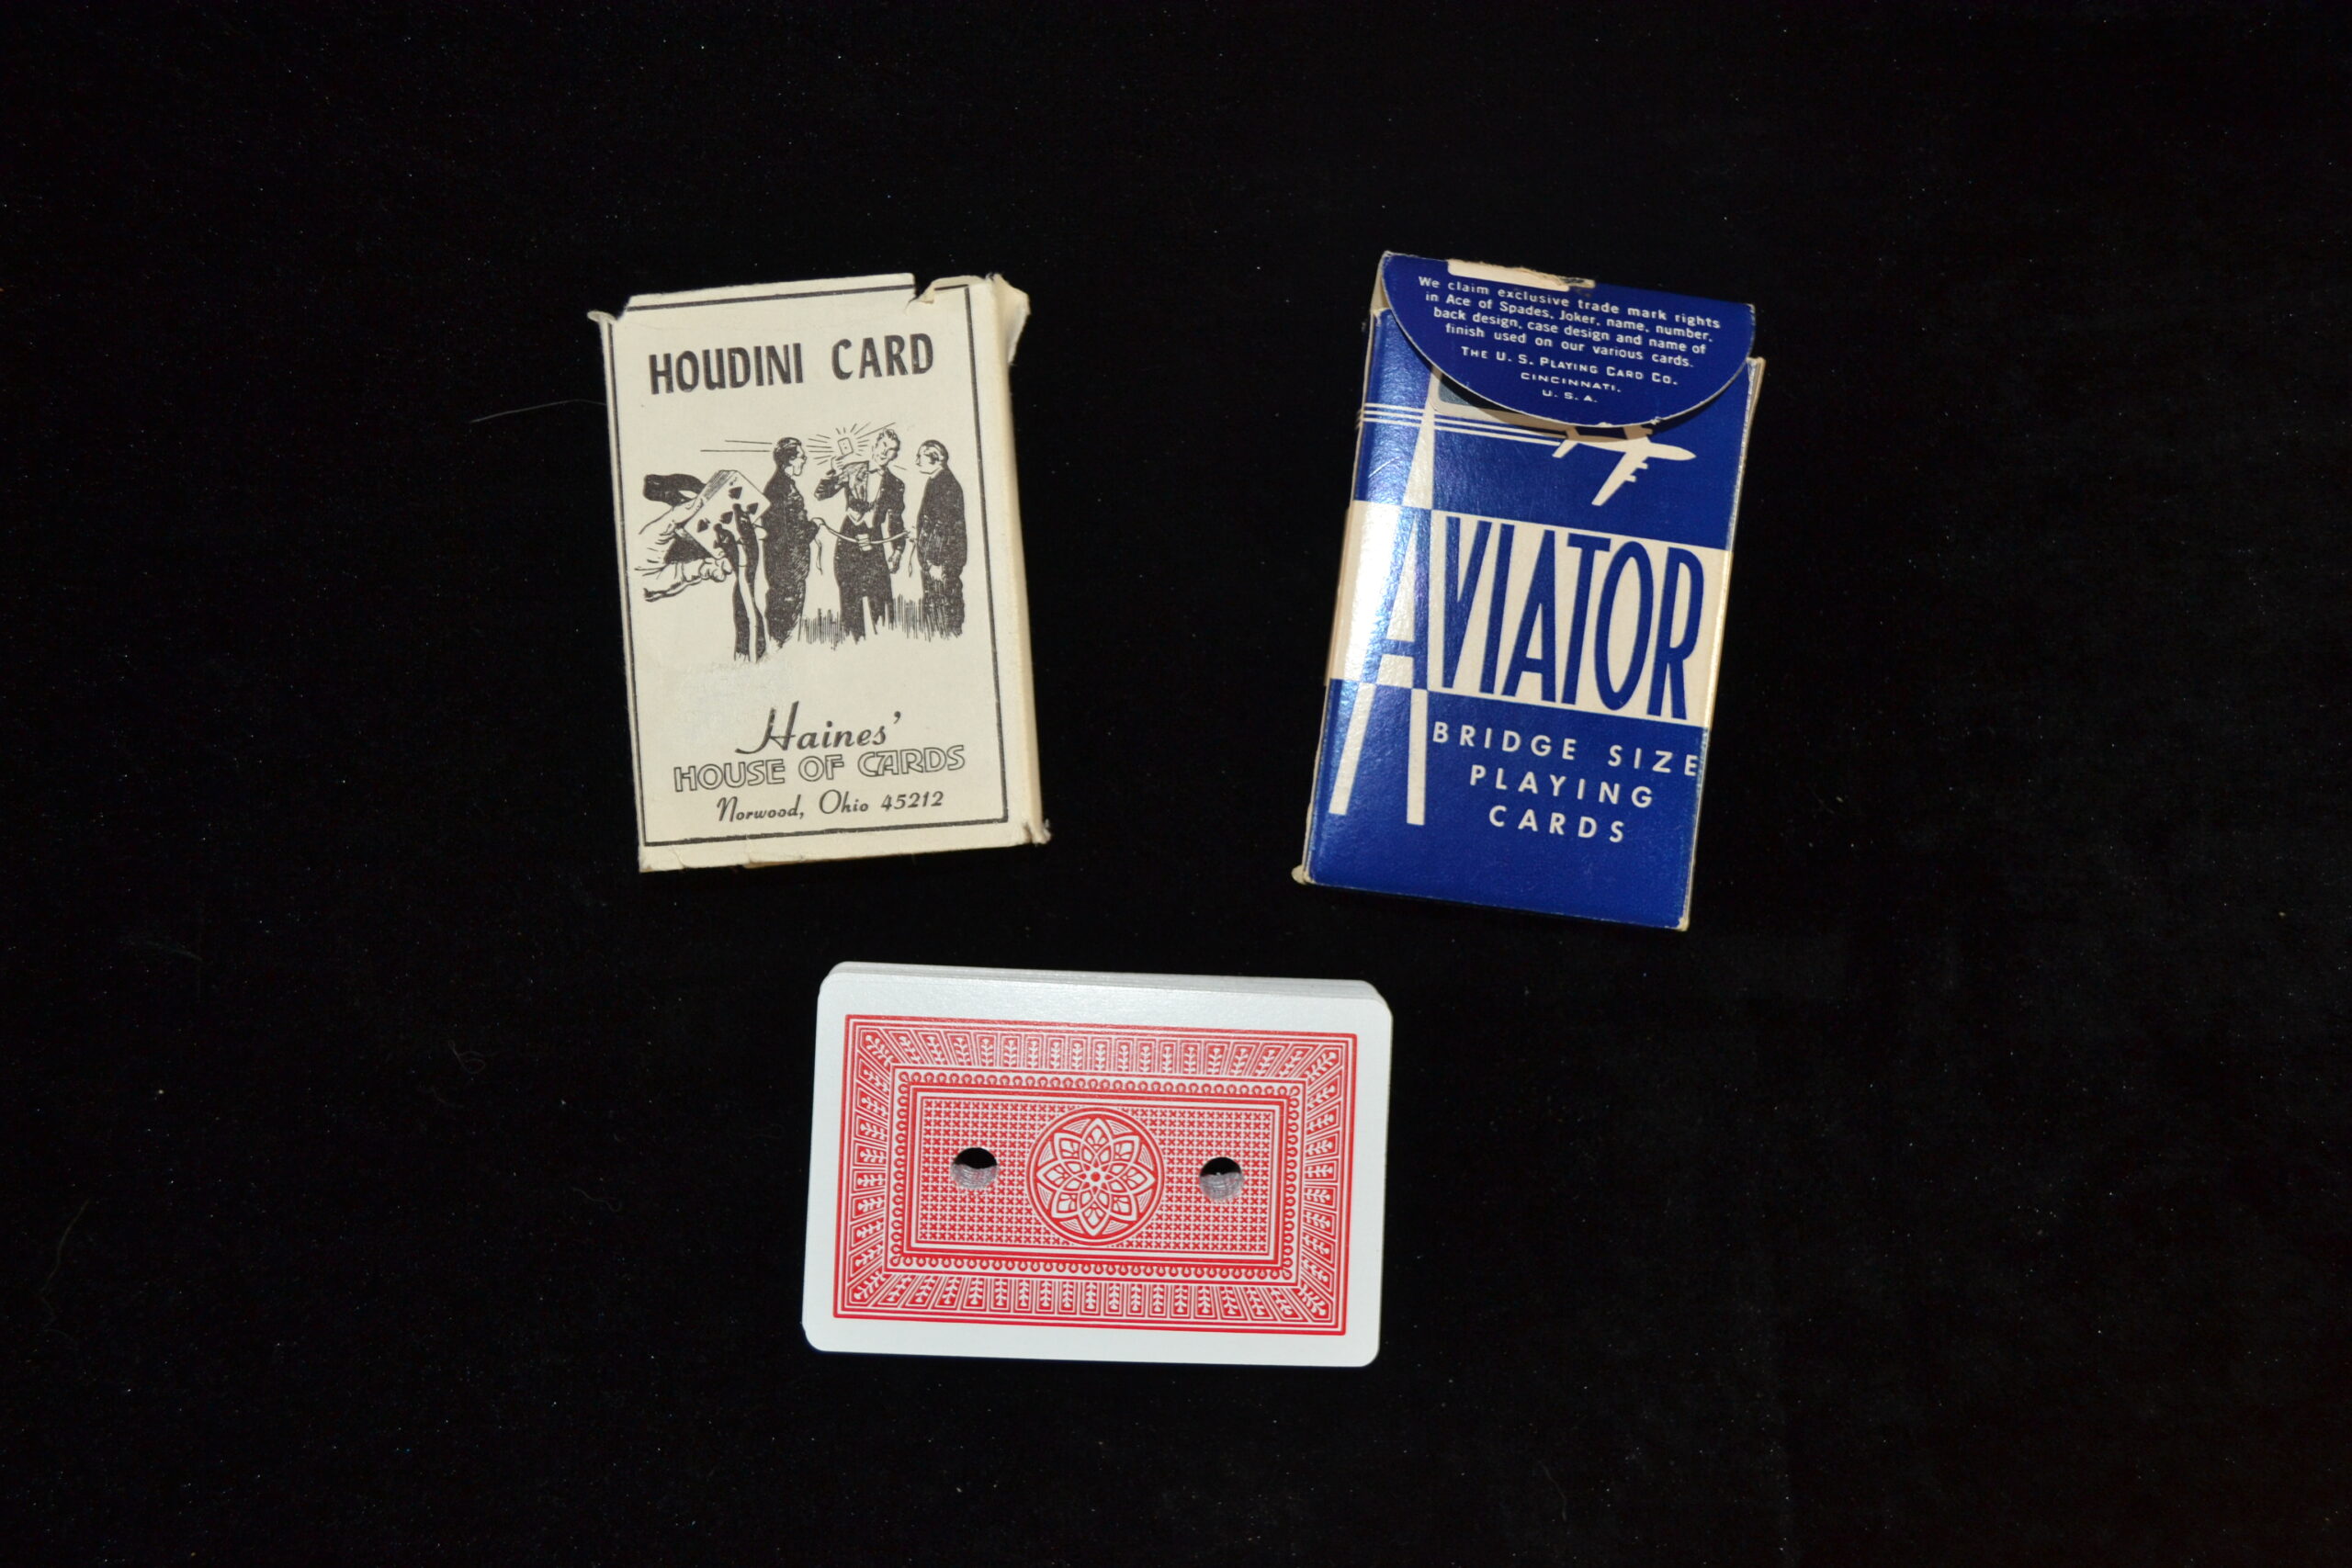 HOUDINI CARD
Haines'
HOUSE OF CARDS
Norwood, Ohio 45212
We claim exclusive trade mark rights
in Ace of Spades, Joker, name, number,
back design, case design and name of
finish used on our various cards.
THE U. S. PLAYING CARD CO.
CINCINNATI,
U. S. A.
AVIATOR
BRIDGE SIZE
PLAYING
CARDS